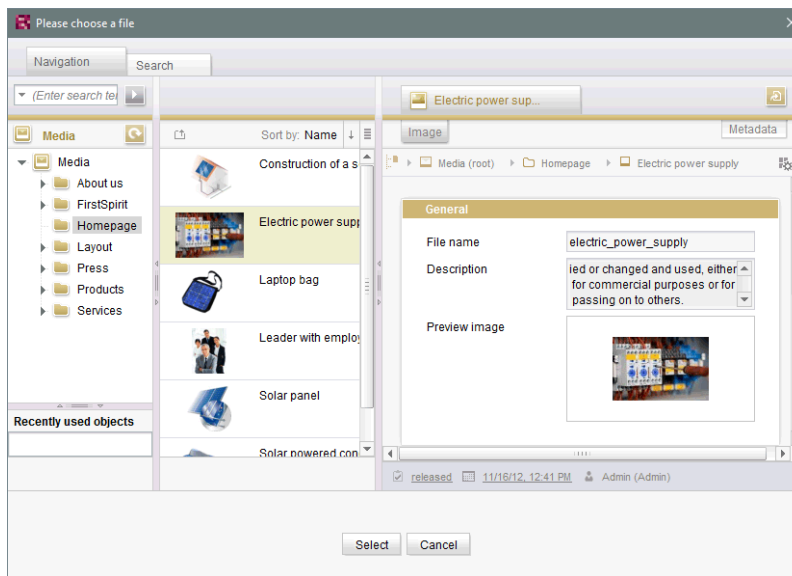 Please choose a file
Navigation
Search
(Enter search te
Electric power sup...
Media
Sort by: Name
Image
Metadata
Media (root)
Homepage
Electric power supply
Media
About us
FirstSpirit
Homepage
Layout
Press
Products
Services
Construction of a s
Electric power supp
Laptop bag
Leader with employ
Solar panel
Solar powered con
General
File name
electric_power_supply
Description
ied or changed and used, either
for commercial purposes or for
passing on to others.
Preview image
Recently used objects
released
11/16/12, 12:41 PM
Admin (Admin)
Select
Cancel